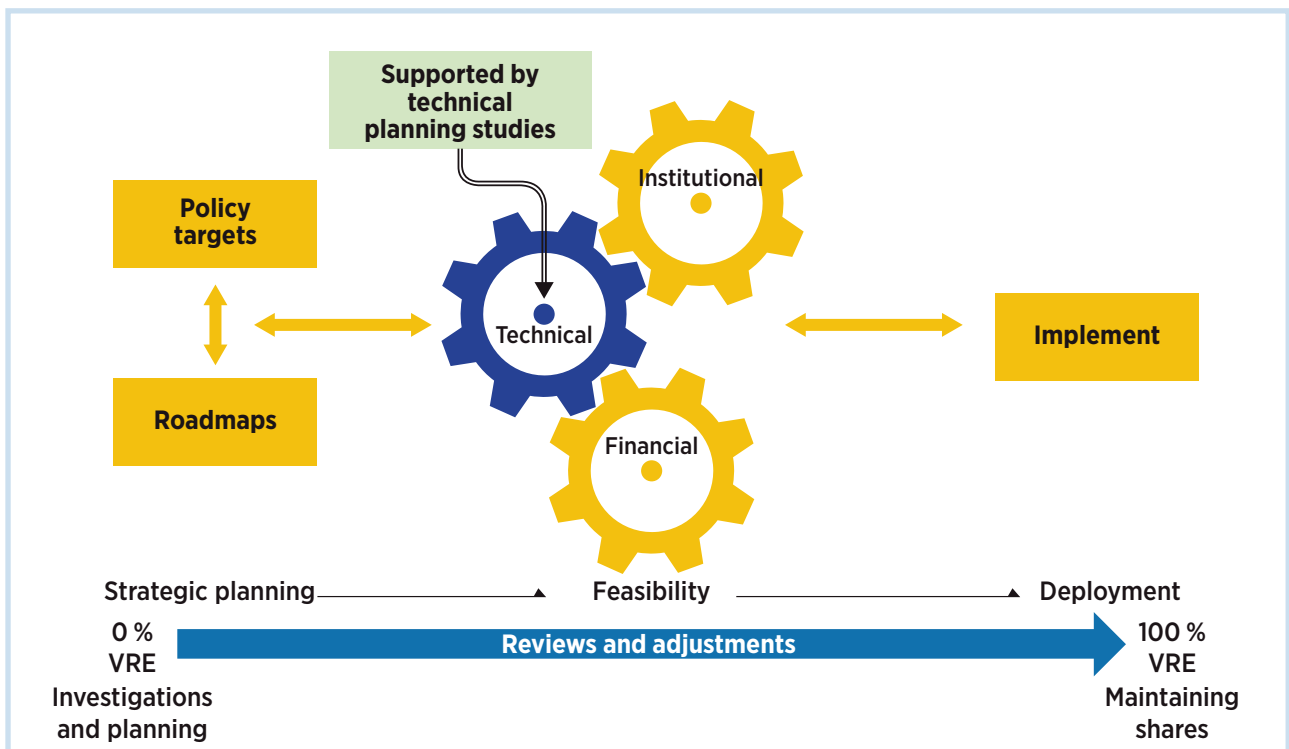 Supported by
technical
planning studies
Institutional
Policy
targets
Technical
Implement
Roadmaps
Financial
Strategic planning
Feasibility
Deployment
0 %
VRE
Reviews and adjustments
100 %
VRE
Investigations
and planning
Maintaining
shares